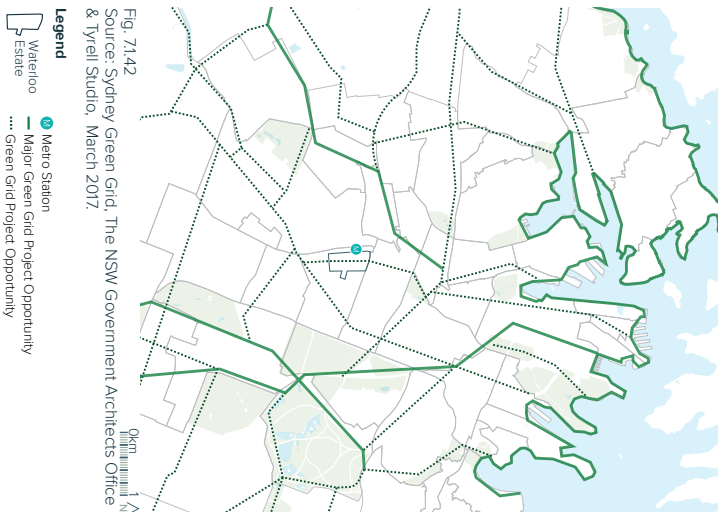 Fig. 7.1.42
Source: Sydney Green Grid, The NSW Government Architects Office
& Tyrell Studio, March 2017.
Legend
Waterloo
Estate
M Metro Station
Major Green Grid Project Opportunity
Green Grid Project Opportunity
M
0km
1
N